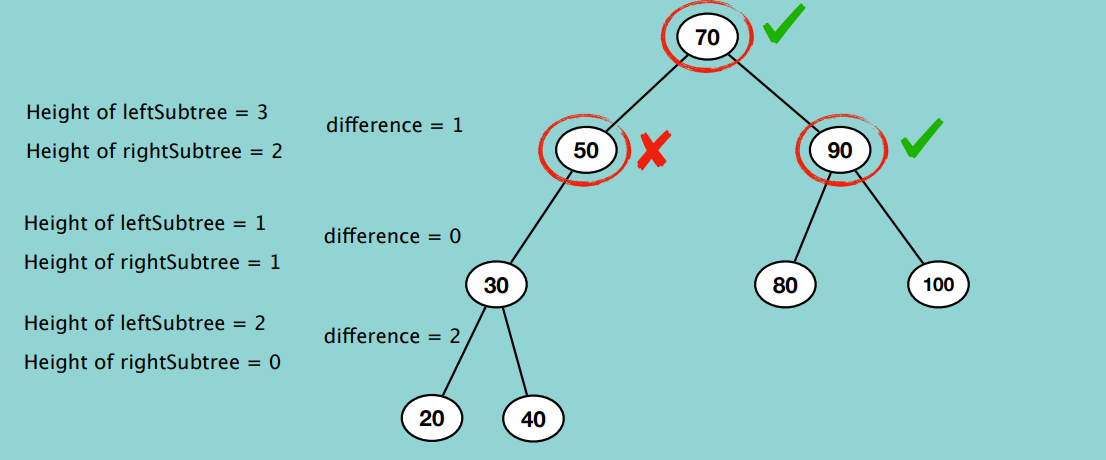 70
Height of leftSubtree = 3
difference = 1
Height of rightSubtree = 2
50
90
Height of leftSubtree = 1
difference = 0
Height of rightSubtree = 1
30
80
100
Height of leftSubtree = 2
difference = 2
Height of rightSubtree = 0
20
40